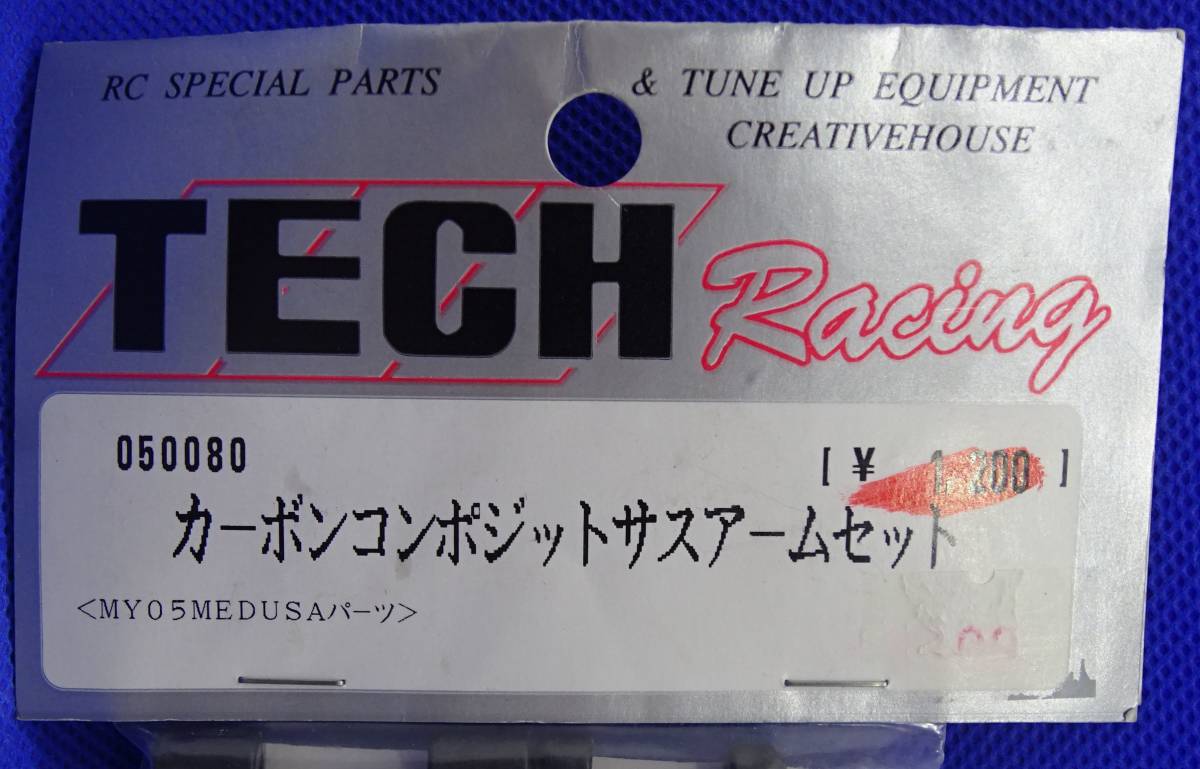 RC SPECIAL PARTS & TUNE UP EQUIPMENT
CREATIVEHOUSE
TECH Racing
050080 [ ¥ 1,200 ]
カーボンコンポジットサスアームセット
<MY05MEDUSAパーツ>